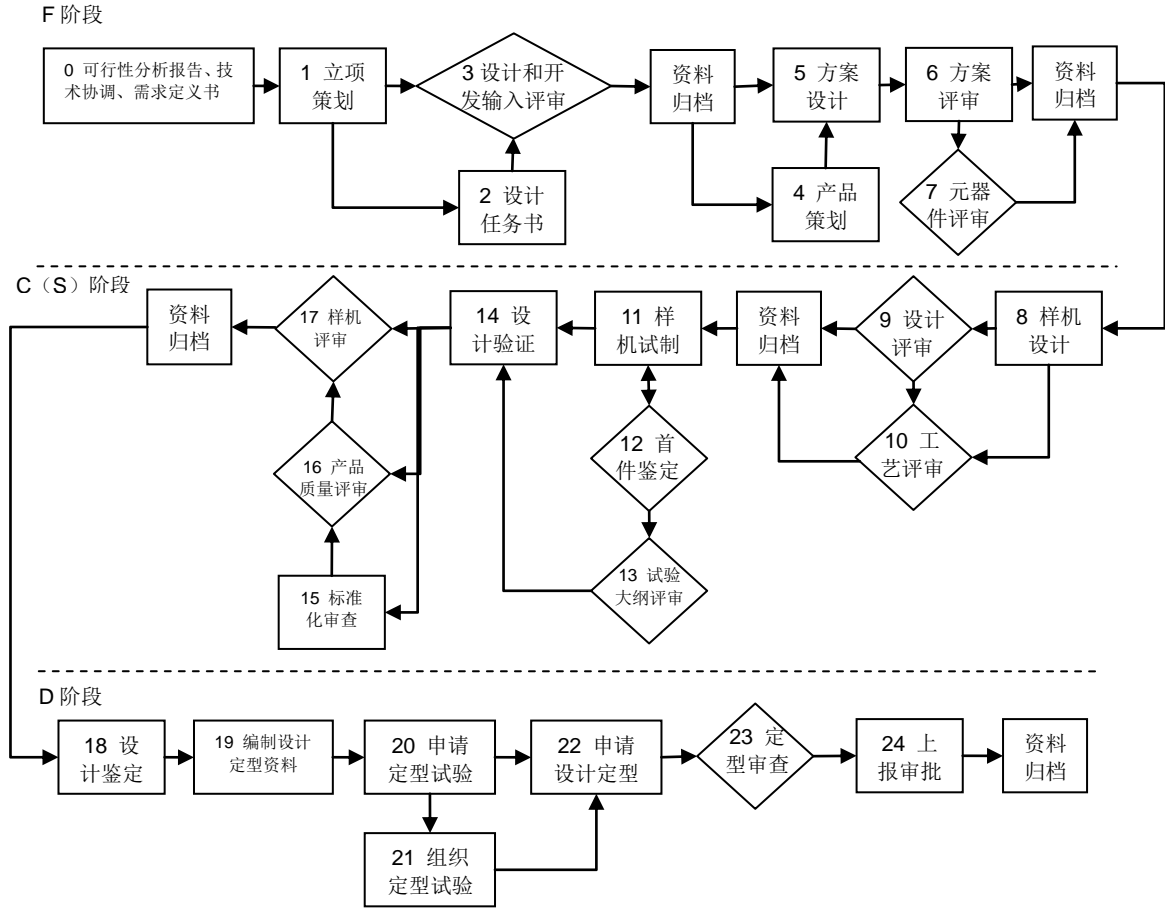 F 阶段
0 可行性分析报告、技
术协调、需求定义书
1 立项
策划
3 设计和开
发输入评审
资料
归档
5 方案
设计
6 方案
评审
资料
归档
2 设计
任务书
4 产品
策划
7 元器
件评审
C（S）阶段
资料
归档
17 样机
评审
14 设
计验证
11 样
机试制
资料
归档
9 设计
评审
8 样机
设计
16 产品
质量评审
12 首
件鉴定
10 工
艺评审
15 标准
化审查
13 试验
大纲评审
D 阶段
18 设
计鉴定
19 编制设计
定型资料
20 申请
定型试验
22 申请
设计定型
23 定
型审查
24 上
报审批
资料
归档
21 组织
定型试验